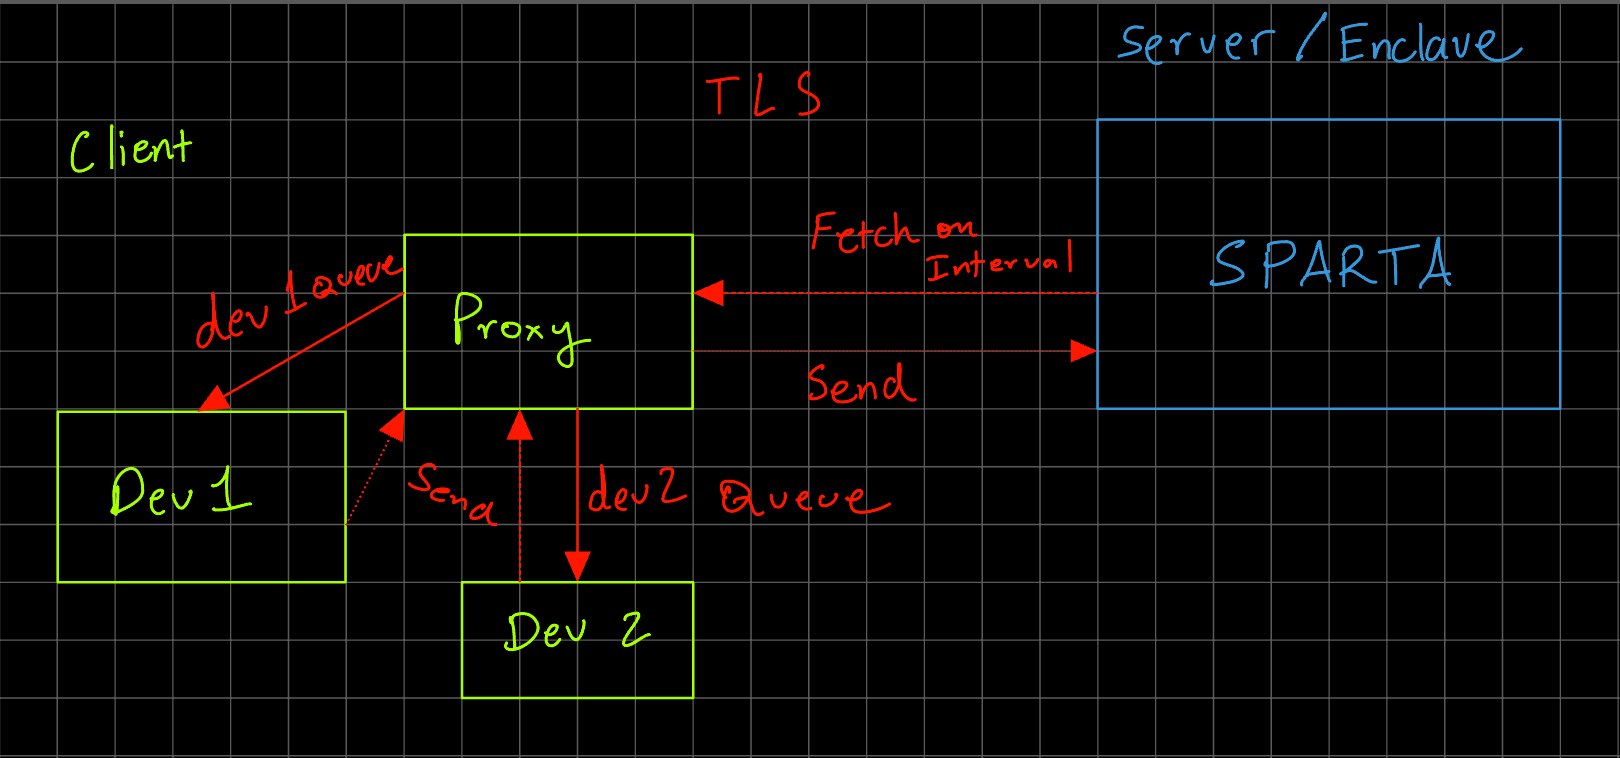 Server / Enclave
TLS
Client
Fetch on
Interval
SPARTA
dev 1 Queue
Proxy
Send
Dev 1
Send
dev2 Queue
Dev 2